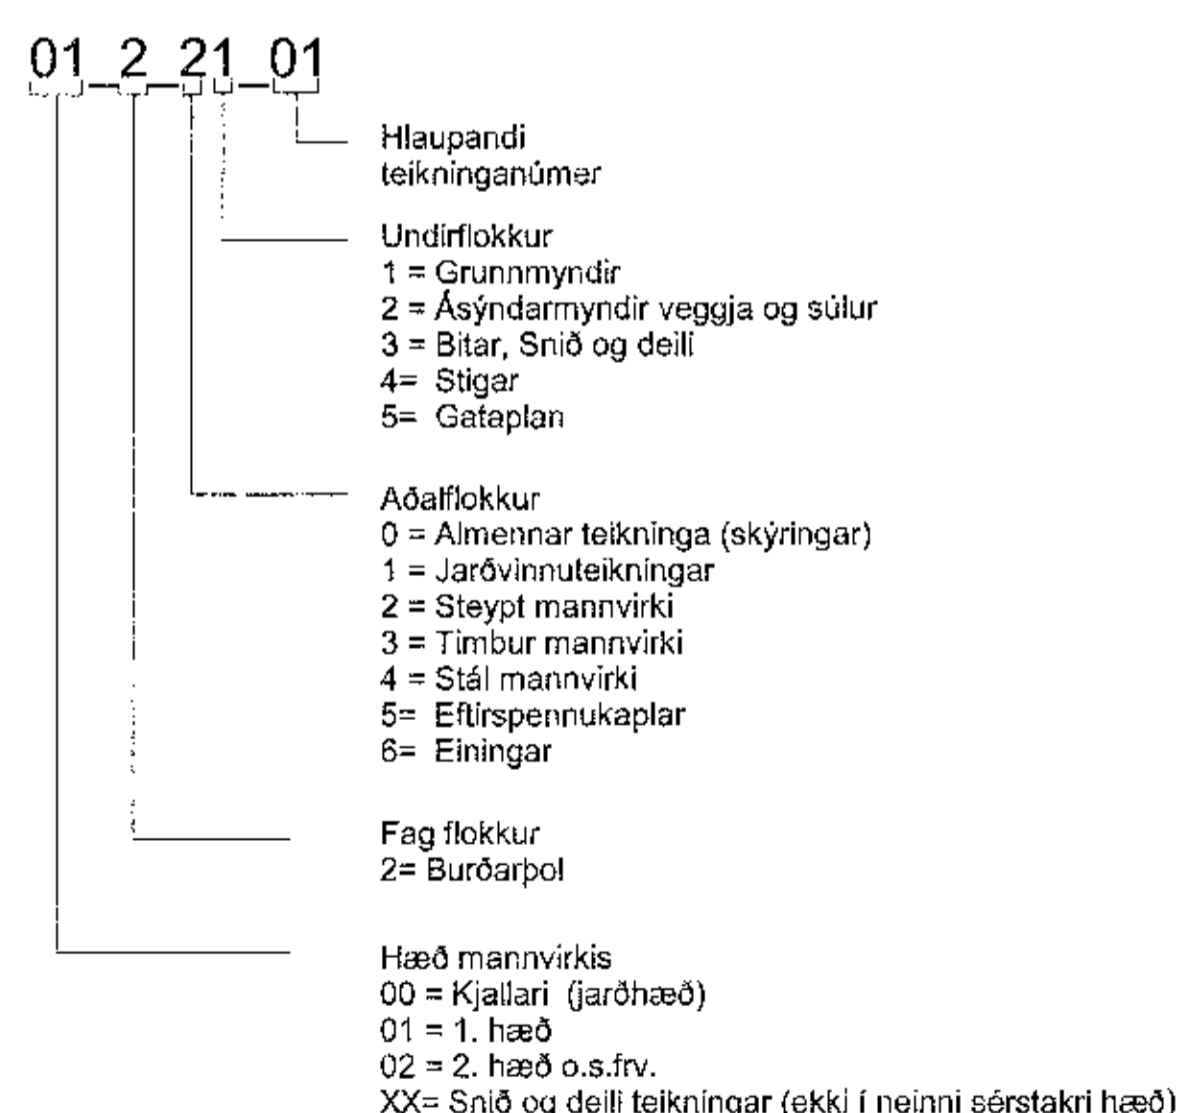 01_2_21_01
Hlaupandi
teikninganúmer
Undirflokkur
1 = Grunnmyndir
2 = Ásýndarmyndir veggja og súlur
3 = Bitar, Snið og deili
4= Stigar
5= Gataplan
Aðalflokkur
0 = Almennar teikninga (skýringar)
1 = Jarðvinnuteikningar
2 = Steypt mannvirki
3 = Timbur mannvirki
4 = Stál mannvirki
5= Eftirspennukaplar
6= Einingar
Fag flokkur
2= Burðarþol
Hæð mannvirkis
00 = Kjallari (jarðhæð)
01 = 1. hæð
02 = 2. hæð o.s.frv.
XX= Snið og deili teikningar (ekki í neinni sérstakri hæð)